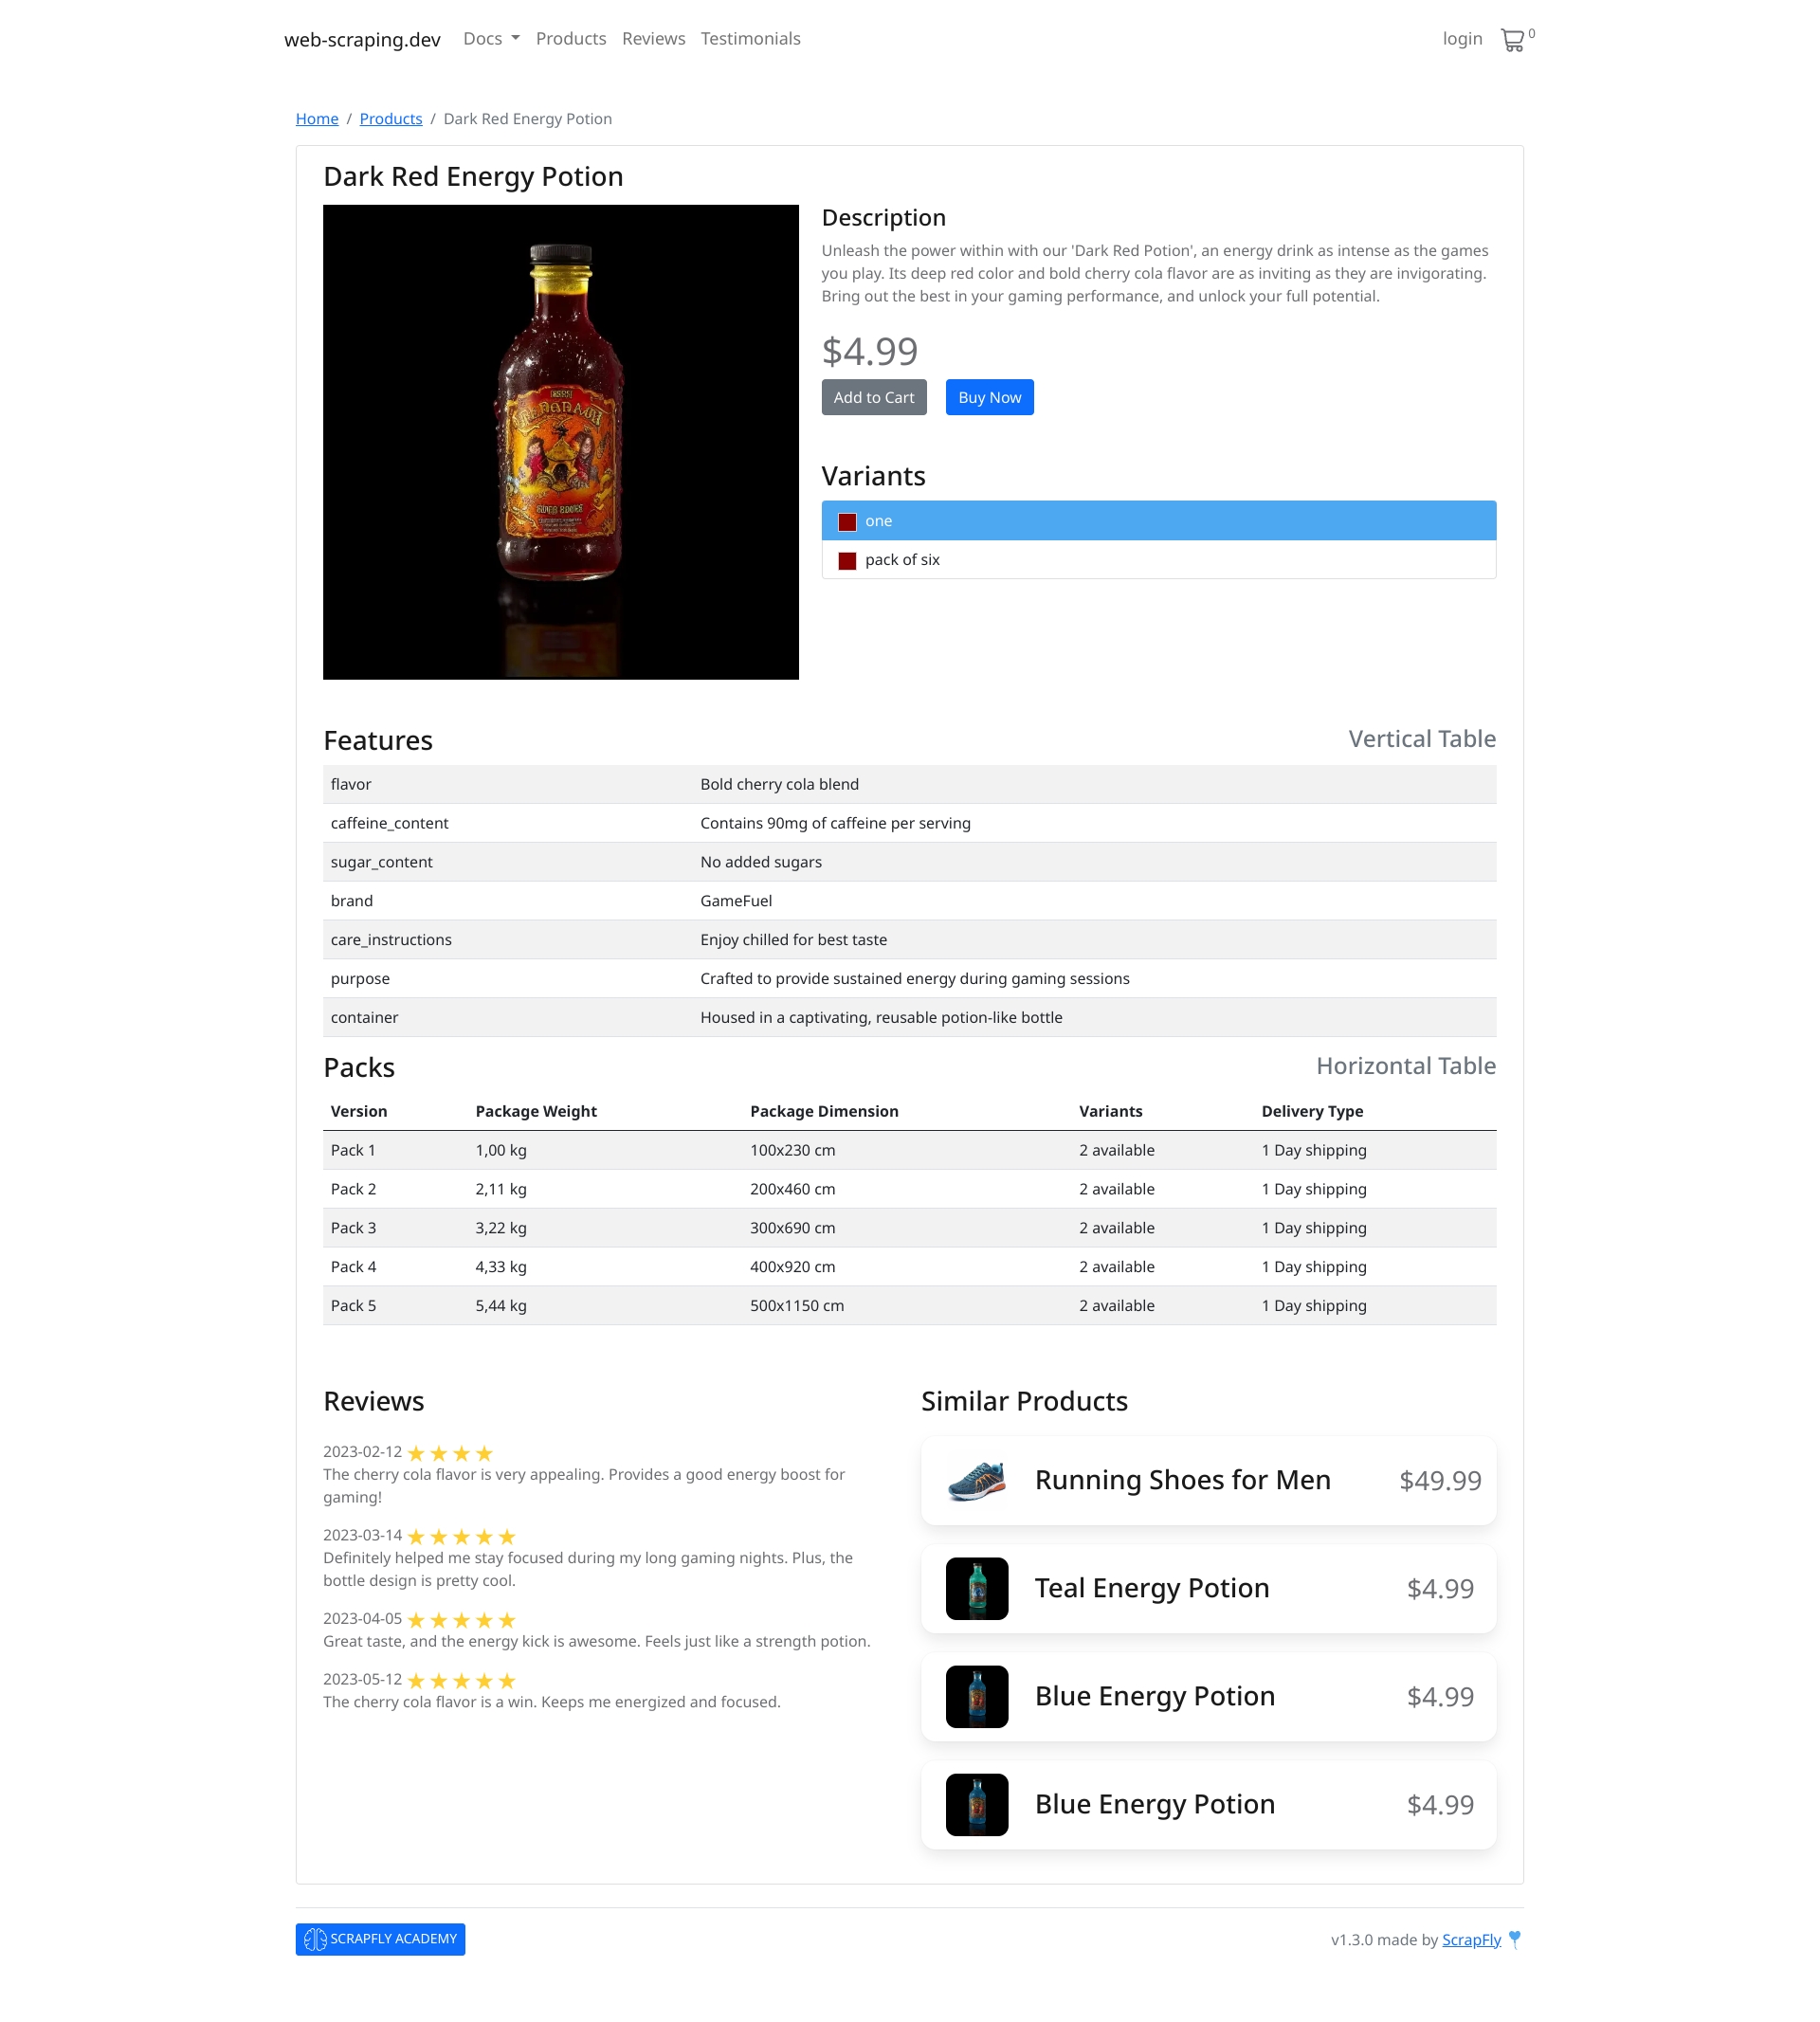 web-scraping.dev Docs Products Reviews Testimonials login 0
Home / Products / Dark Red Energy Potion
Dark Red Energy Potion
Description
Unleash the power within with our 'Dark Red Potion', an energy drink as intense as the games
you play. Its deep red color and bold cherry cola flavor are as inviting as they are invigorating.
Bring out the best in your gaming performance, and unlock your full potential.
$4.99
Add to Cart Buy Now
Variants
one
pack of six
Features Vertical Table
flavor Bold cherry cola blend
caffeine_content Contains 90mg of caffeine per serving
sugar_content No added sugars
brand GameFuel
care_instructions Enjoy chilled for best taste
purpose Crafted to provide sustained energy during gaming sessions
container Housed in a captivating, reusable potion-like bottle
Packs Horizontal Table
Version Package Weight Package Dimension Variants Delivery Type
Pack 1 1,00 kg 100x230 cm 2 available 1 Day shipping
Pack 2 2,11 kg 200x460 cm 2 available 1 Day shipping
Pack 3 3,22 kg 300x690 cm 2 available 1 Day shipping
Pack 4 4,33 kg 400x920 cm 2 available 1 Day shipping
Pack 5 5,44 kg 500x1150 cm 2 available 1 Day shipping
Reviews
2023-02-12
The cherry cola flavor is very appealing. Provides a good energy boost for
gaming!
2023-03-14
Definitely helped me stay focused during my long gaming nights. Plus, the
bottle design is pretty cool.
2023-04-05
Great taste, and the energy kick is awesome. Feels just like a strength potion.
2023-05-12
The cherry cola flavor is a win. Keeps me energized and focused.
Similar Products
Running Shoes for Men $49.99
Teal Energy Potion $4.99
Blue Energy Potion $4.99
Blue Energy Potion $4.99
SCRAPFLY ACADEMY v1.3.0 made by ScrapFly